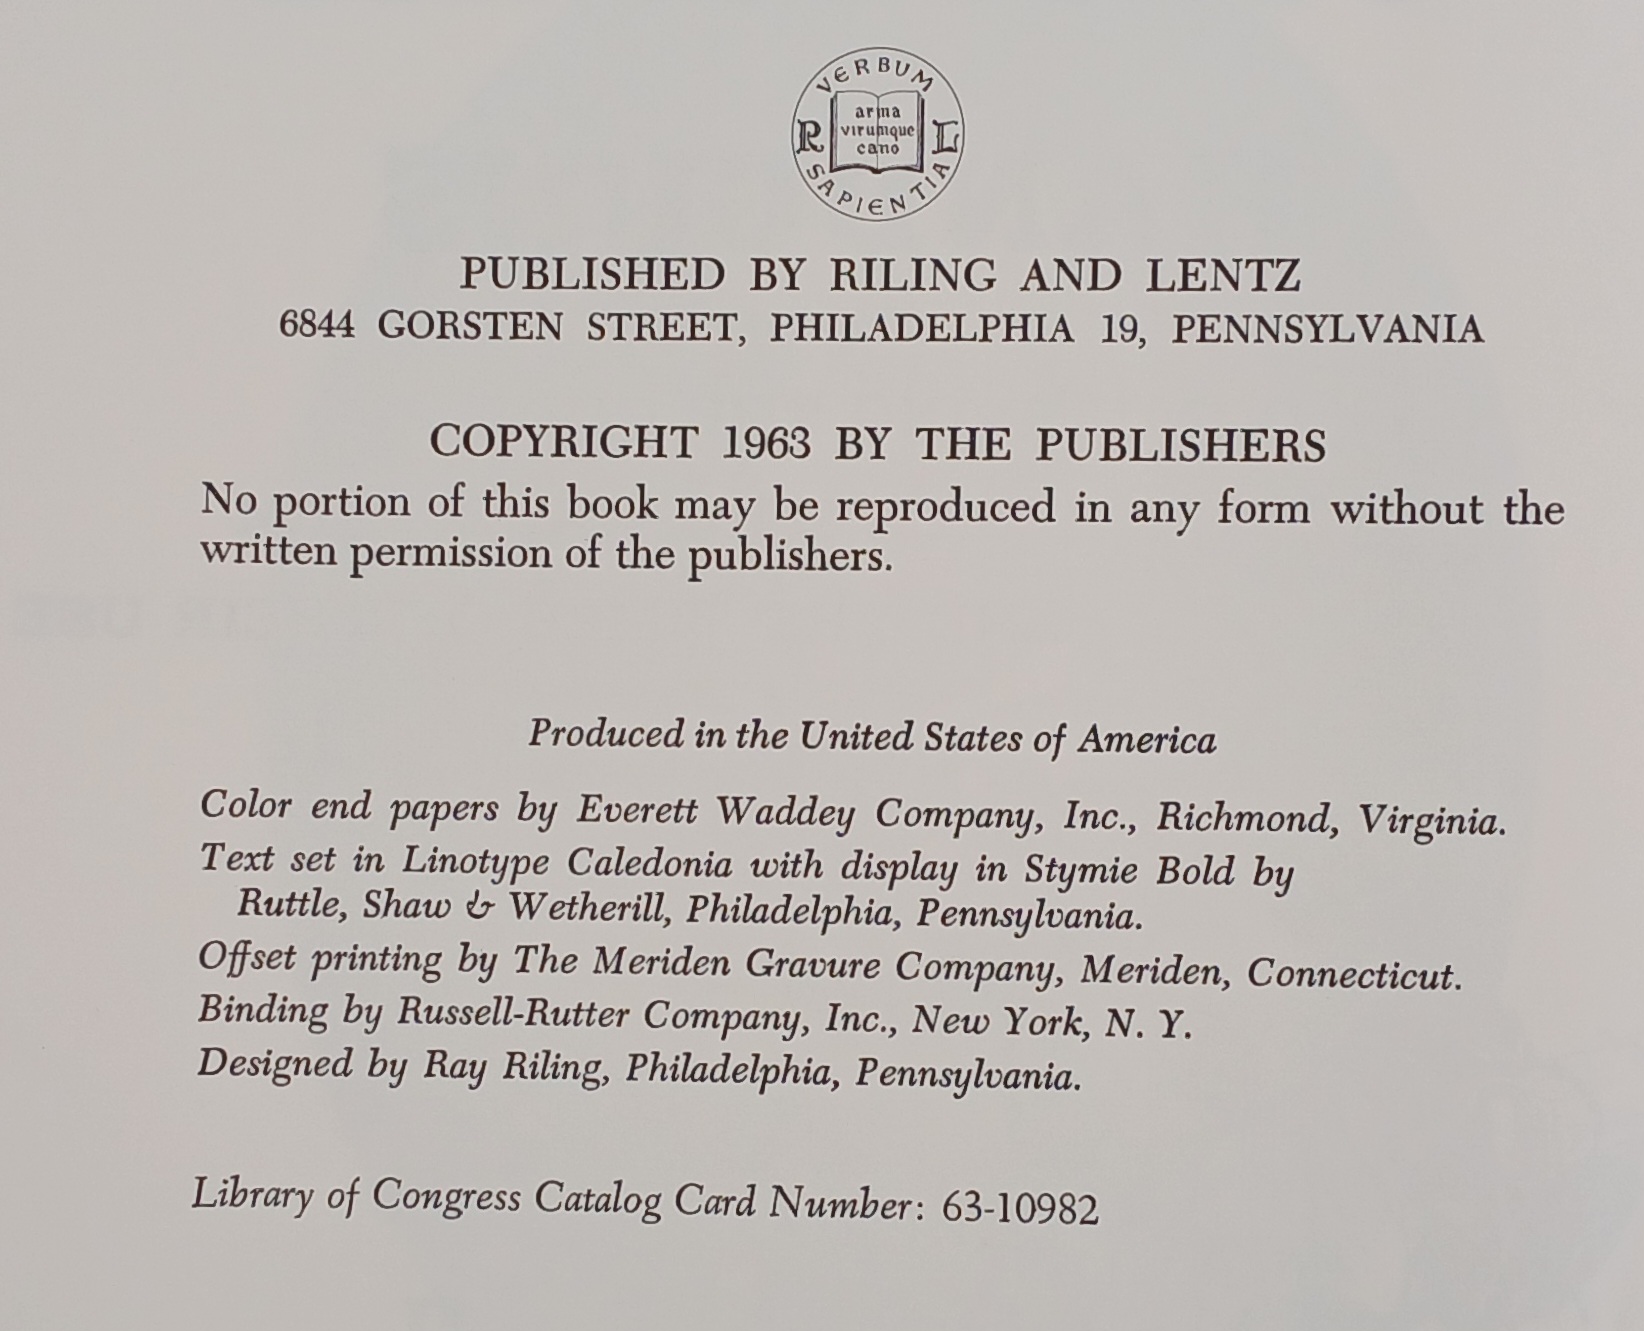 VERBUM
R arma L
virumque
cano
SAPIENTIA
PUBLISHED BY RILING AND LENTZ
6844 GORSTEN STREET, PHILADELPHIA 19, PENNSYLVANIA
COPYRIGHT 1963 BY THE PUBLISHERS
No portion of this book may be reproduced in any form without the
written permission of the publishers.
Produced in the United States of America
Color end papers by Everett Waddey Company, Inc., Richmond, Virginia.
Text set in Linotype Caledonia with display in Stymie Bold by
Ruttle, Shaw & Wetherill, Philadelphia, Pennsylvania.
Offset printing by The Meriden Gravure Company, Meriden, Connecticut.
Binding by Russell-Rutter Company, Inc., New York, N. Y.
Designed by Ray Riling, Philadelphia, Pennsylvania.
Library of Congress Catalog Card Number: 63-10982